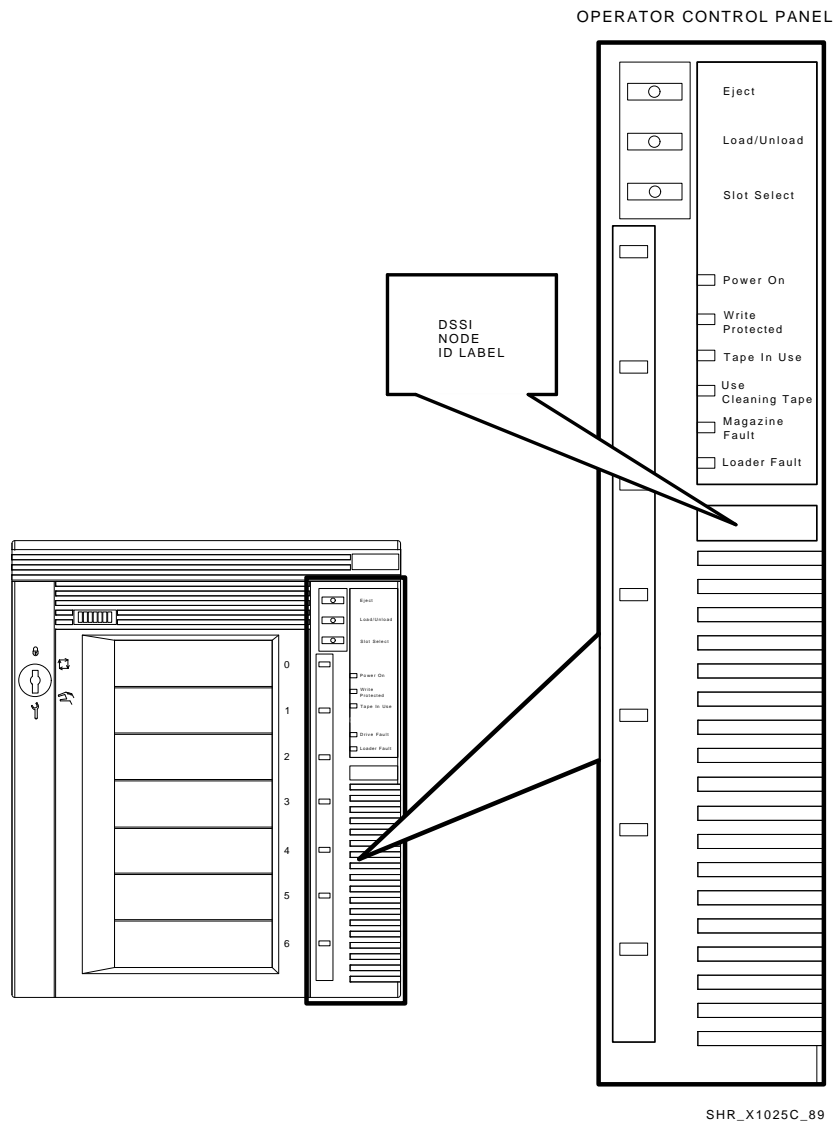 OPERATOR CONTROL PANEL
Eject
Load/Unload
Slot Select
Power On
Write
Protected
Tape In Use
Use
Cleaning Tape
Magazine
Fault
Loader Fault
DSSI
NODE
ID LABEL
Eject
Load/Unload
Slot Select
Power On
Write
Protected
Tape In Use
Drive Fault
Loader Fault
0
1
2
3
4
5
6
SHR_X1025C_89